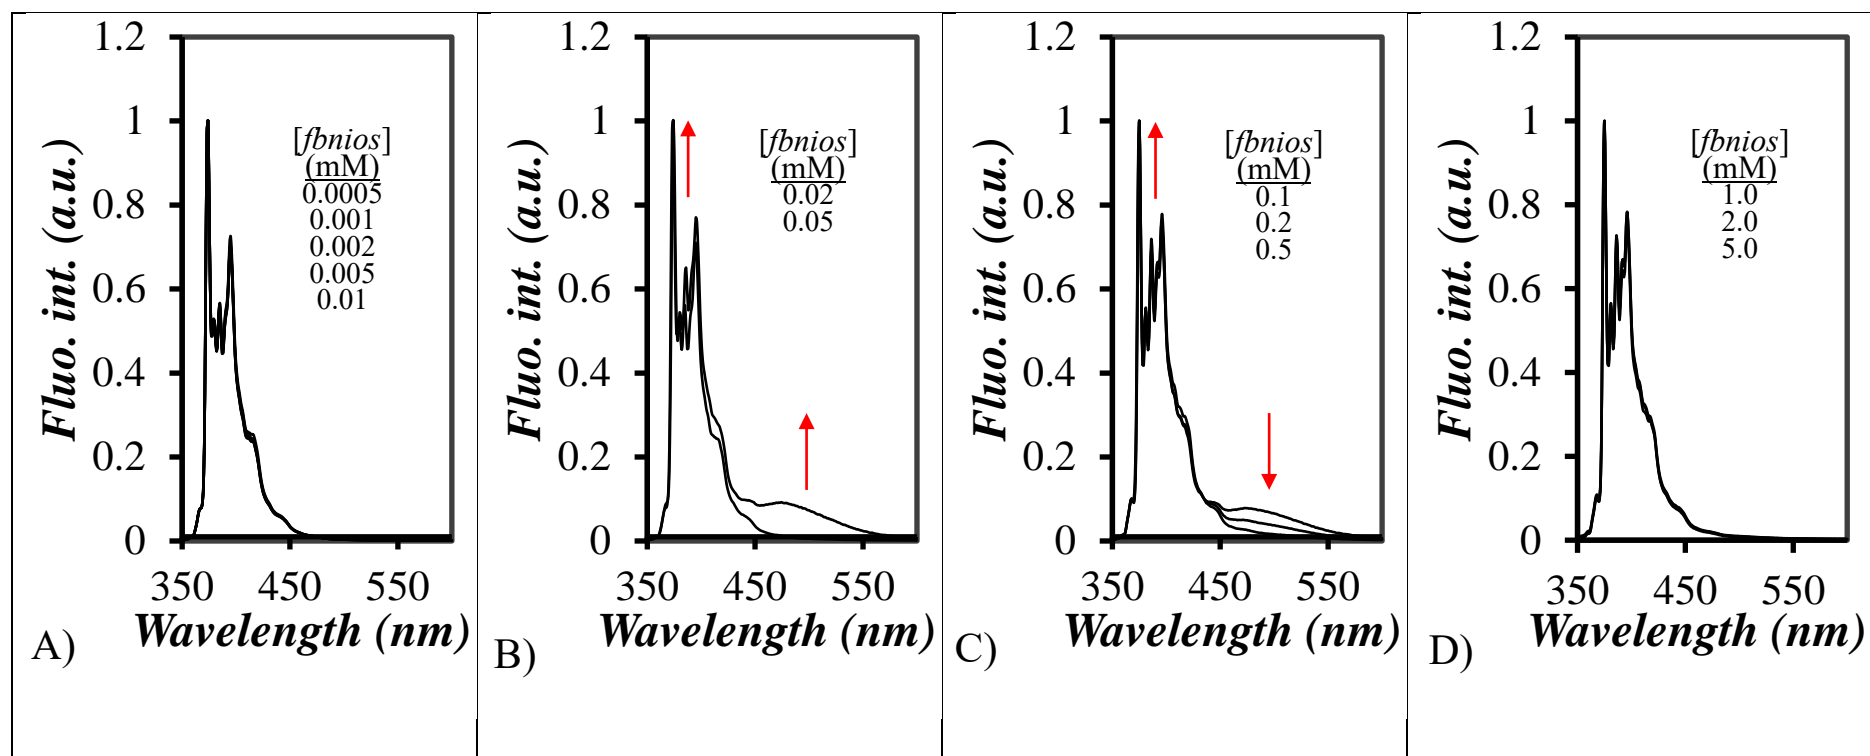 1.2
1
0.8
0.6
0.4
0.2
0
350 450 550
Fluo. int. (a.u.)
Wavelength (nm)
[fbnios]
(mM)
0.0005
0.001
0.002
0.005
0.01
A)
1.2
1
0.8
0.6
0.4
0.2
0
350 450 550
Fluo. int. (a.u.)
Wavelength (nm)
[fbnios]
(mM)
0.02
0.05
B)
1.2
1
0.8
0.6
0.4
0.2
0
350 450 550
Fluo. int. (a.u.)
Wavelength (nm)
[fbnios]
(mM)
0.1
0.2
0.5
C)
1.2
1
0.8
0.6
0.4
0.2
0
350 450 550
Fluo. int. (a.u.)
Wavelength (nm)
[fbnios]
(mM)
1.0
2.0
5.0
D)